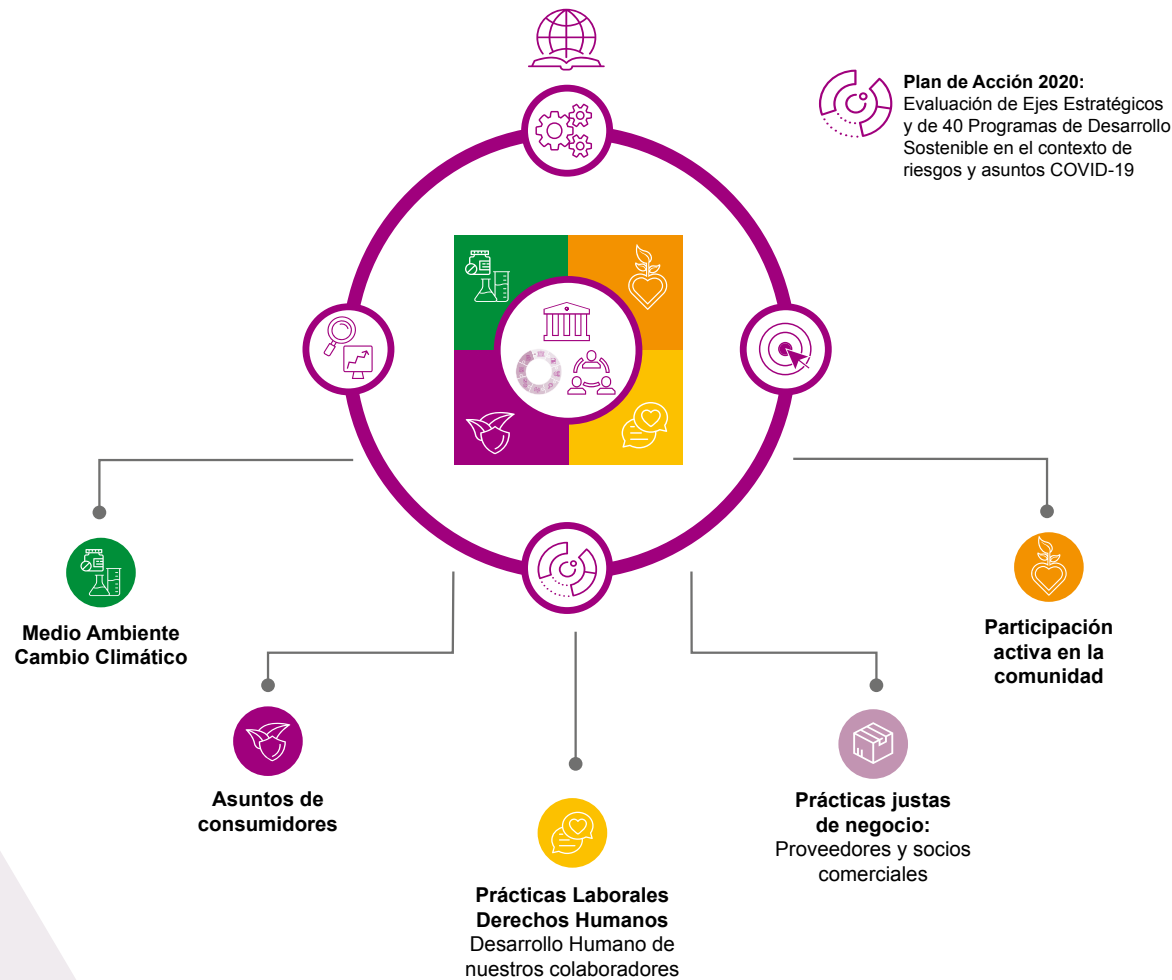 Plan de Acción 2020:
Evaluación de Ejes Estratégicos
y de 40 Programas de Desarrollo
Sostenible en el contexto de
riesgos y asuntos COVID-19
Medio Ambiente
Cambio Climático
Asuntos de
consumidores
Prácticas Laborales
Derechos Humanos
Desarrollo Humano de
nuestros colaboradores
Prácticas justas
de negocio:
Proveedores y socios
comerciales
Participación
activa en la
comunidad